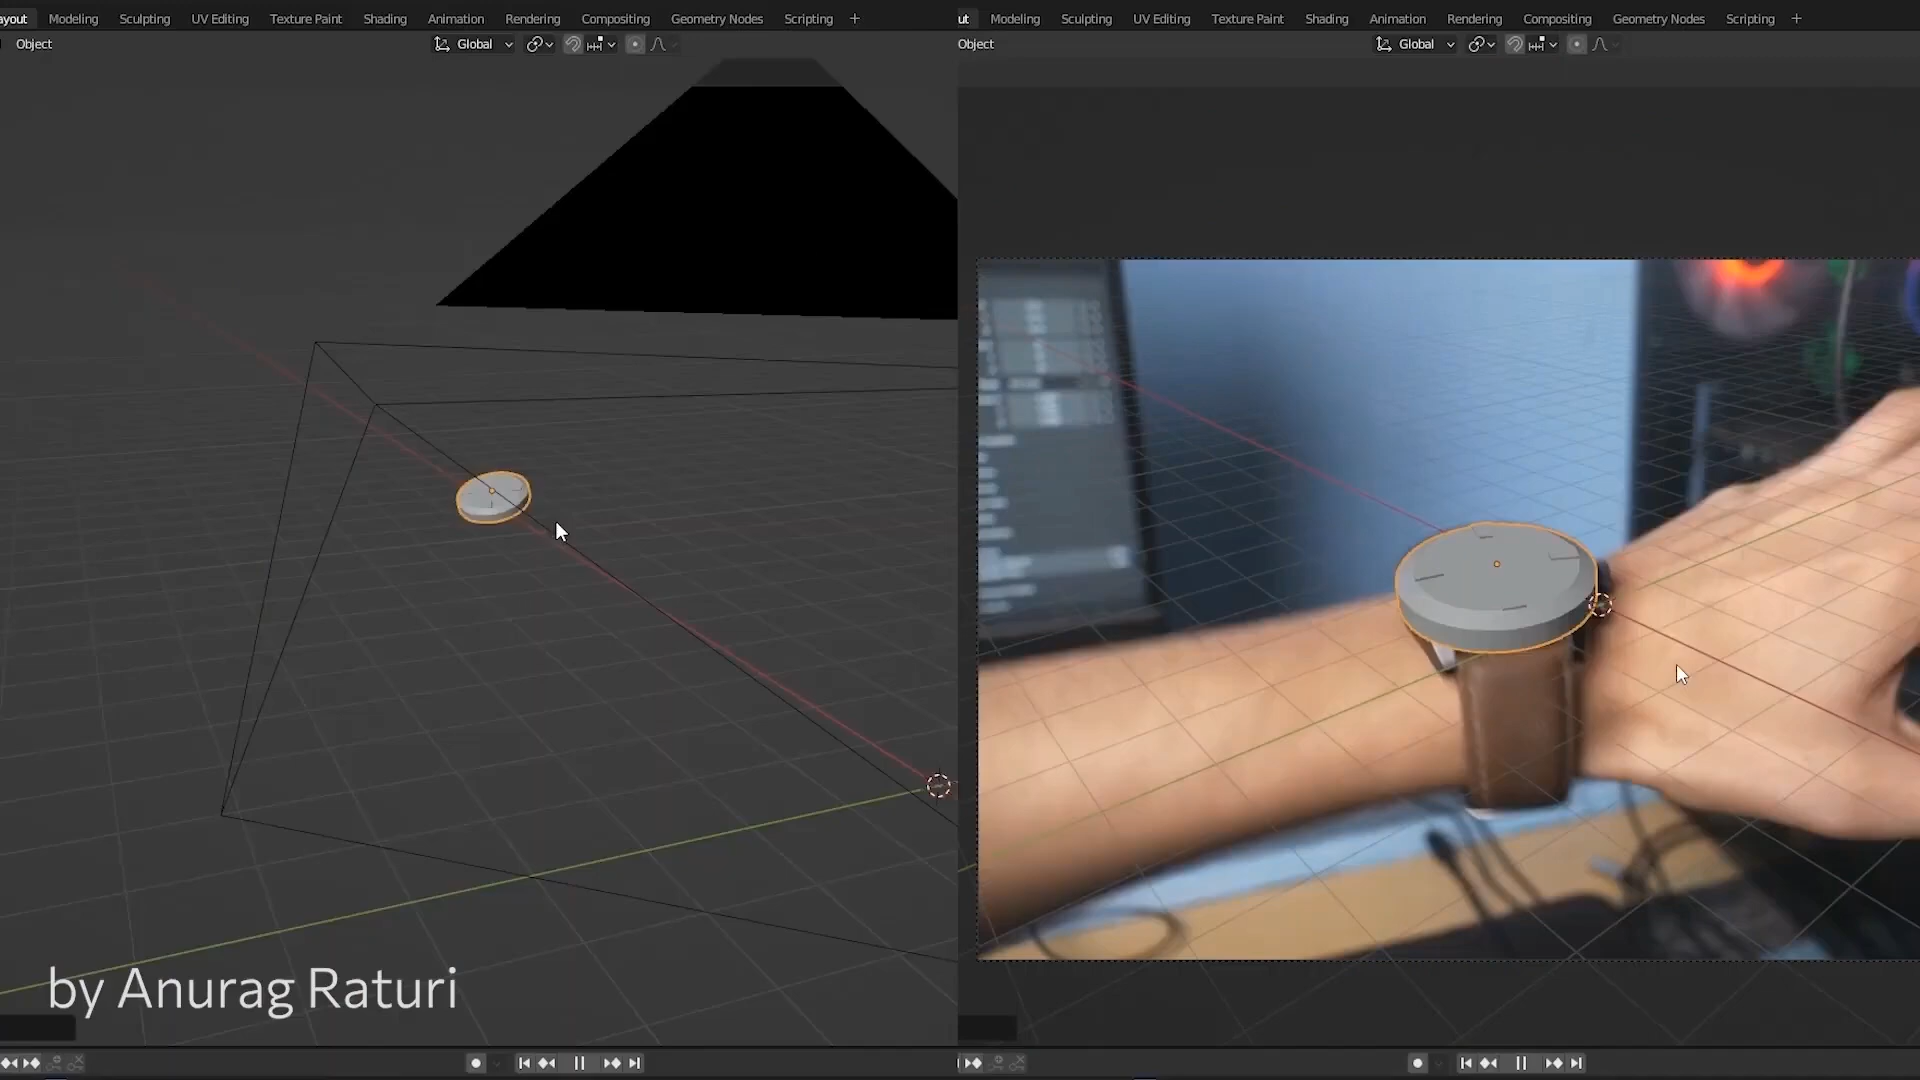 ayout Modeling Sculpting UV Editing Texture Paint Shading Animation Rendering Compositing Geometry Nodes Scripting +
Object Global
ut Modeling Sculpting UV Editing Texture Paint Shading Animation Rendering Compositing Geometry Nodes Scripting +
Object Global
by Anurag Raturi